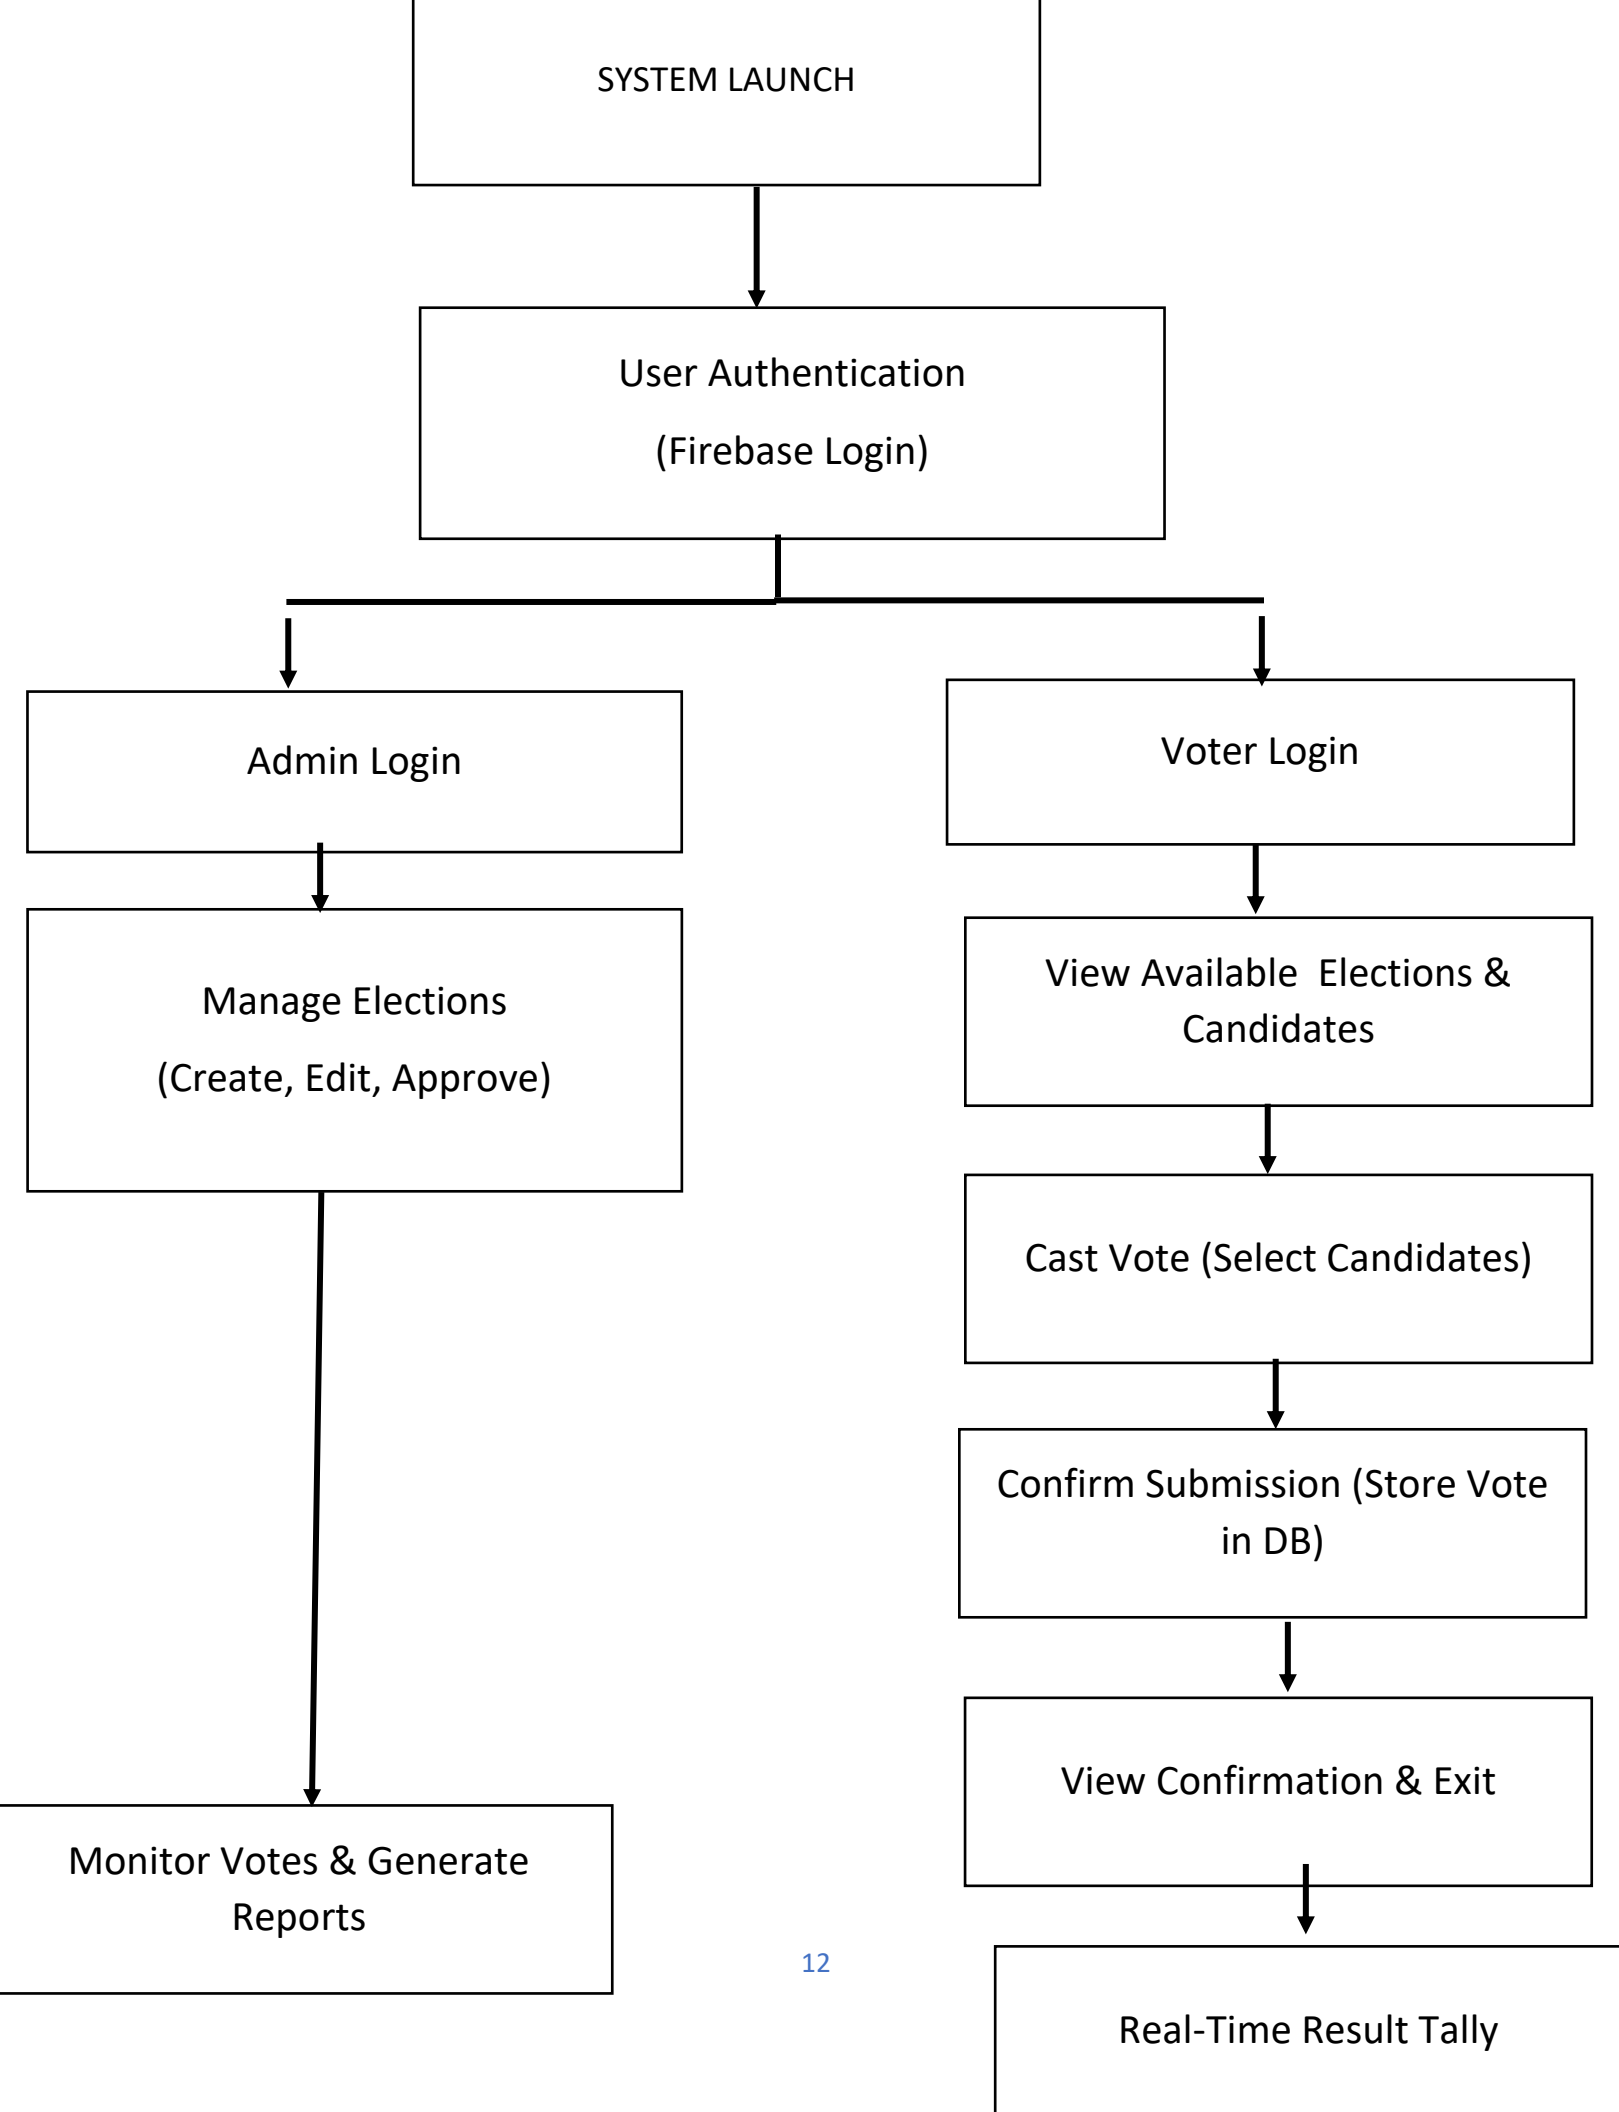 SYSTEM LAUNCH
User Authentication
(Firebase Login)
Admin Login
Manage Elections
(Create, Edit, Approve)
Monitor Votes & Generate
Reports
Voter Login
View Available  Elections &
Candidates
Cast Vote (Select Candidates)
Confirm Submission (Store Vote
in DB)
View Confirmation & Exit
Real-Time Result Tally
12